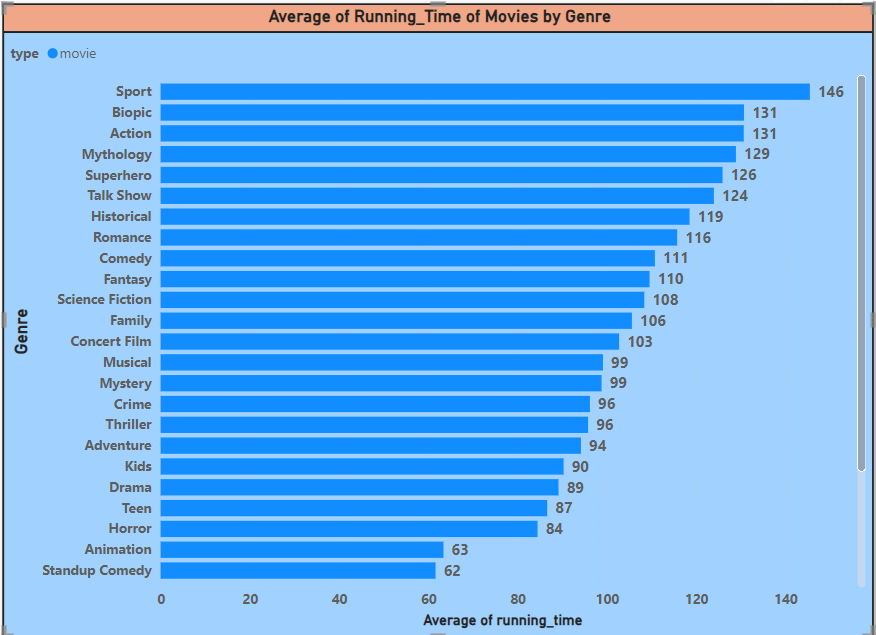 Average of Running_Time of Movies by Genre
type movie
Genre
Sport 146
Biopic 131
Action 131
Mythology 129
Superhero 126
Talk Show 124
Historical 119
Romance 116
Comedy 111
Fantasy 110
Science Fiction 108
Family 106
Concert Film 103
Musical 99
Mystery 99
Crime 96
Thriller 96
Adventure 94
Kids 90
Drama 89
Teen 87
Horror 84
Animation 63
Standup Comedy 62
0 20 40 60 80 100 120 140
Average of running_time